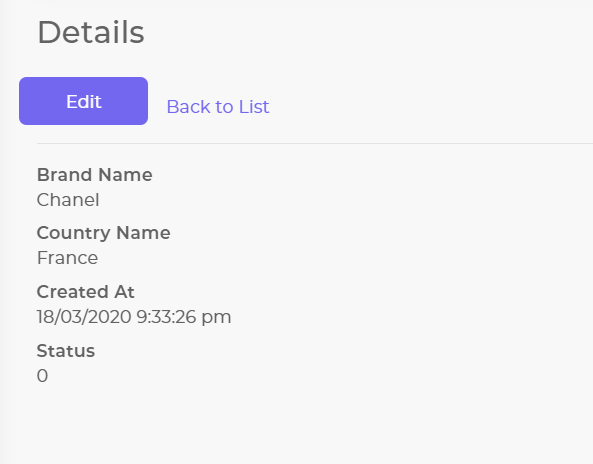 Details
Edit
Back to List
Brand Name
Chanel
Country Name
France
Created At
18/03/2020 9:33:26 pm
Status
0